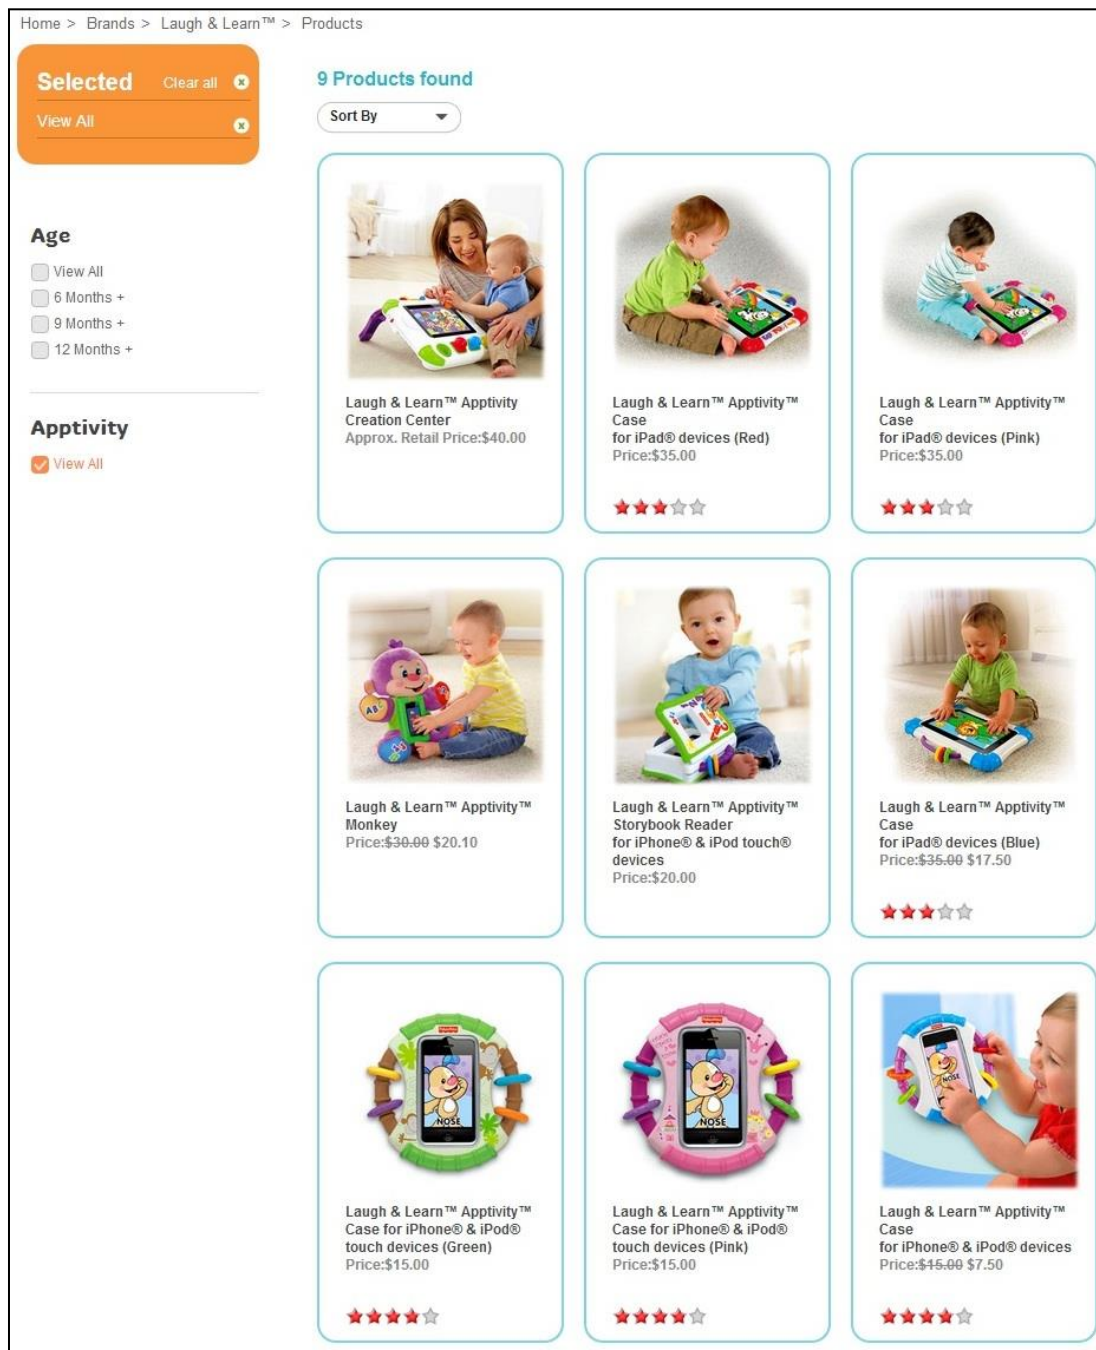 Home > Brands > Laugh & Learn™ > Products
Selected Clear all
View All
Age
View All
6 Months +
9 Months +
12 Months +
Apptivity
View All
9 Products found
Sort By
Laugh & Learn™ Apptivity
Creation Center
Approx. Retail Price:$40.00
Laugh & Learn™ Apptivity™
Case
for iPad® devices (Red)
Price:$35.00
Laugh & Learn™ Apptivity™
Case
for iPad® devices (Pink)
Price:$35.00
ABC
Laugh & Learn™ Apptivity™
Monkey
Price:$30.00 $20.10
Laugh & Learn™ Apptivity™
Storybook Reader
for iPhone® & iPod touch®
devices
Price:$20.00
Laugh & Learn™ Apptivity™
Case
for iPad® devices (Blue)
Price:$35.00 $17.50
NOSE
Laugh & Learn™ Apptivity™
Case for iPhone® & iPod®
touch devices (Green)
Price:$15.00
NOSE
Laugh & Learn™ Apptivity™
Case for iPhone® & iPod®
touch devices (Pink)
Price:$15.00
NOSE
Laugh & Learn™ Apptivity™
Case
for iPhone® & iPod® devices
Price:$15.00 $7.50